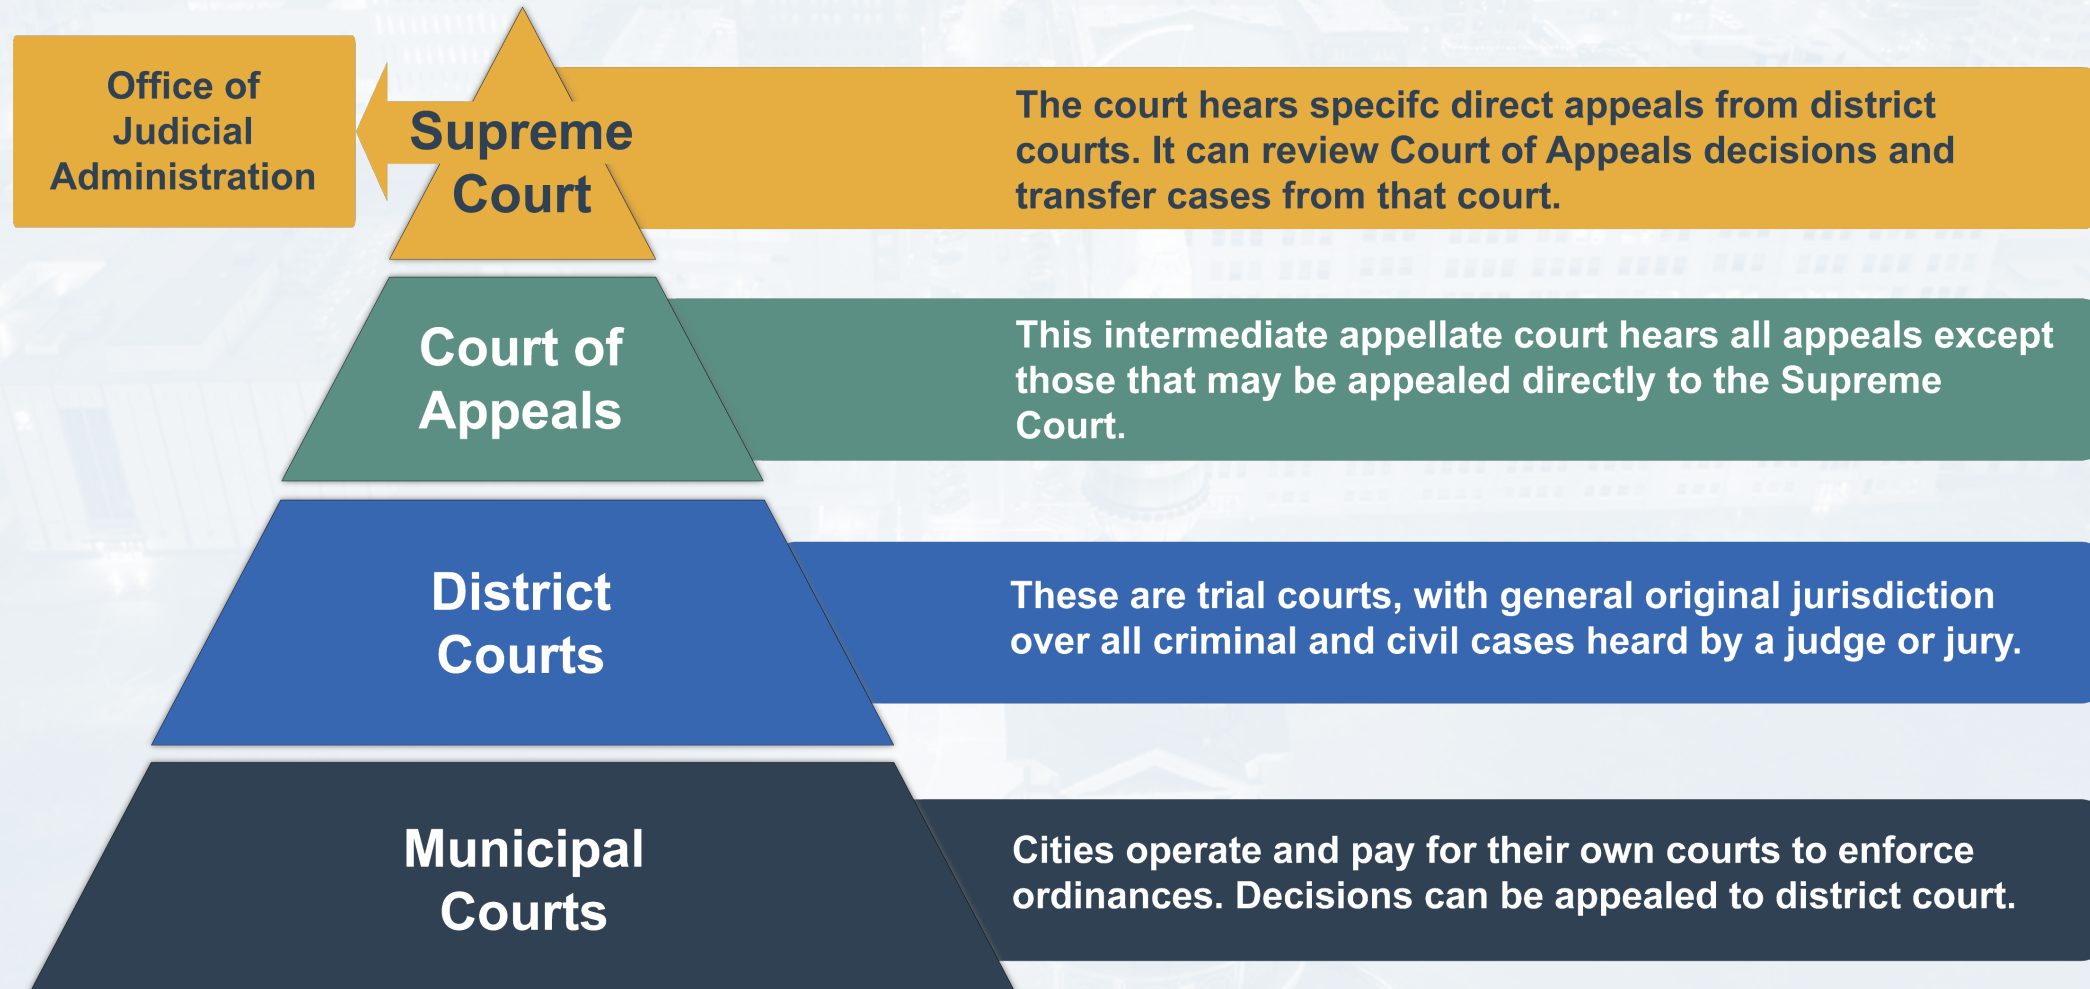 Office of
Judicial
Administration
Supreme
Court
The court hears specifc direct appeals from district
courts. It can review Court of Appeals decisions and
transfer cases from that court.
Court of
Appeals
This intermediate appellate court hears all appeals except
those that may be appealed directly to the Supreme
Court.
District
Courts
These are trial courts, with general original jurisdiction
over all criminal and civil cases heard by a judge or jury.
Municipal
Courts
Cities operate and pay for their own courts to enforce
ordinances. Decisions can be appealed to district court.